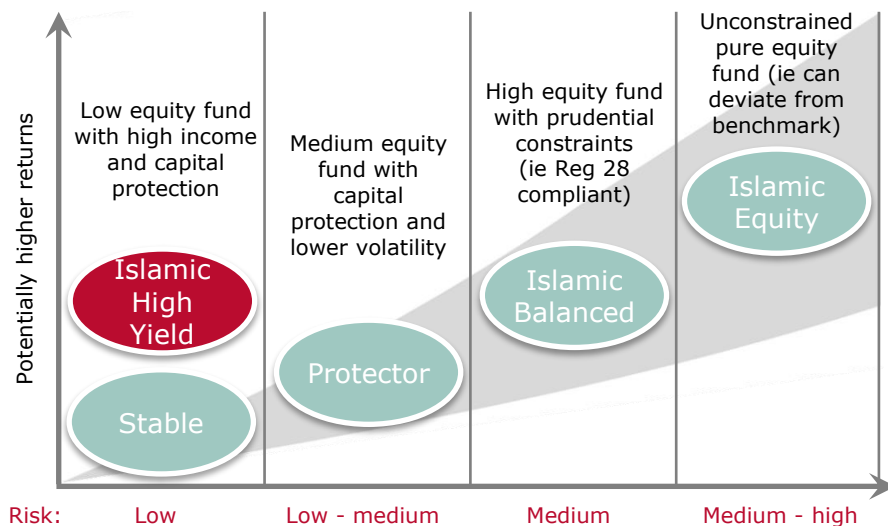 Potentially higher returns
Low equity fund
with high income
and capital
protection
Islamic
High
Yield
Stable
Medium equity
fund with
capital
protection and
lower volatility
Protector
High equity fund
with prudential
constraints
(ie Reg 28
compliant)
Islamic
Balanced
Unconstrained
pure equity
fund (ie can
deviate from
benchmark)
Islamic
Equity
Risk: Low Low - medium Medium Medium - high